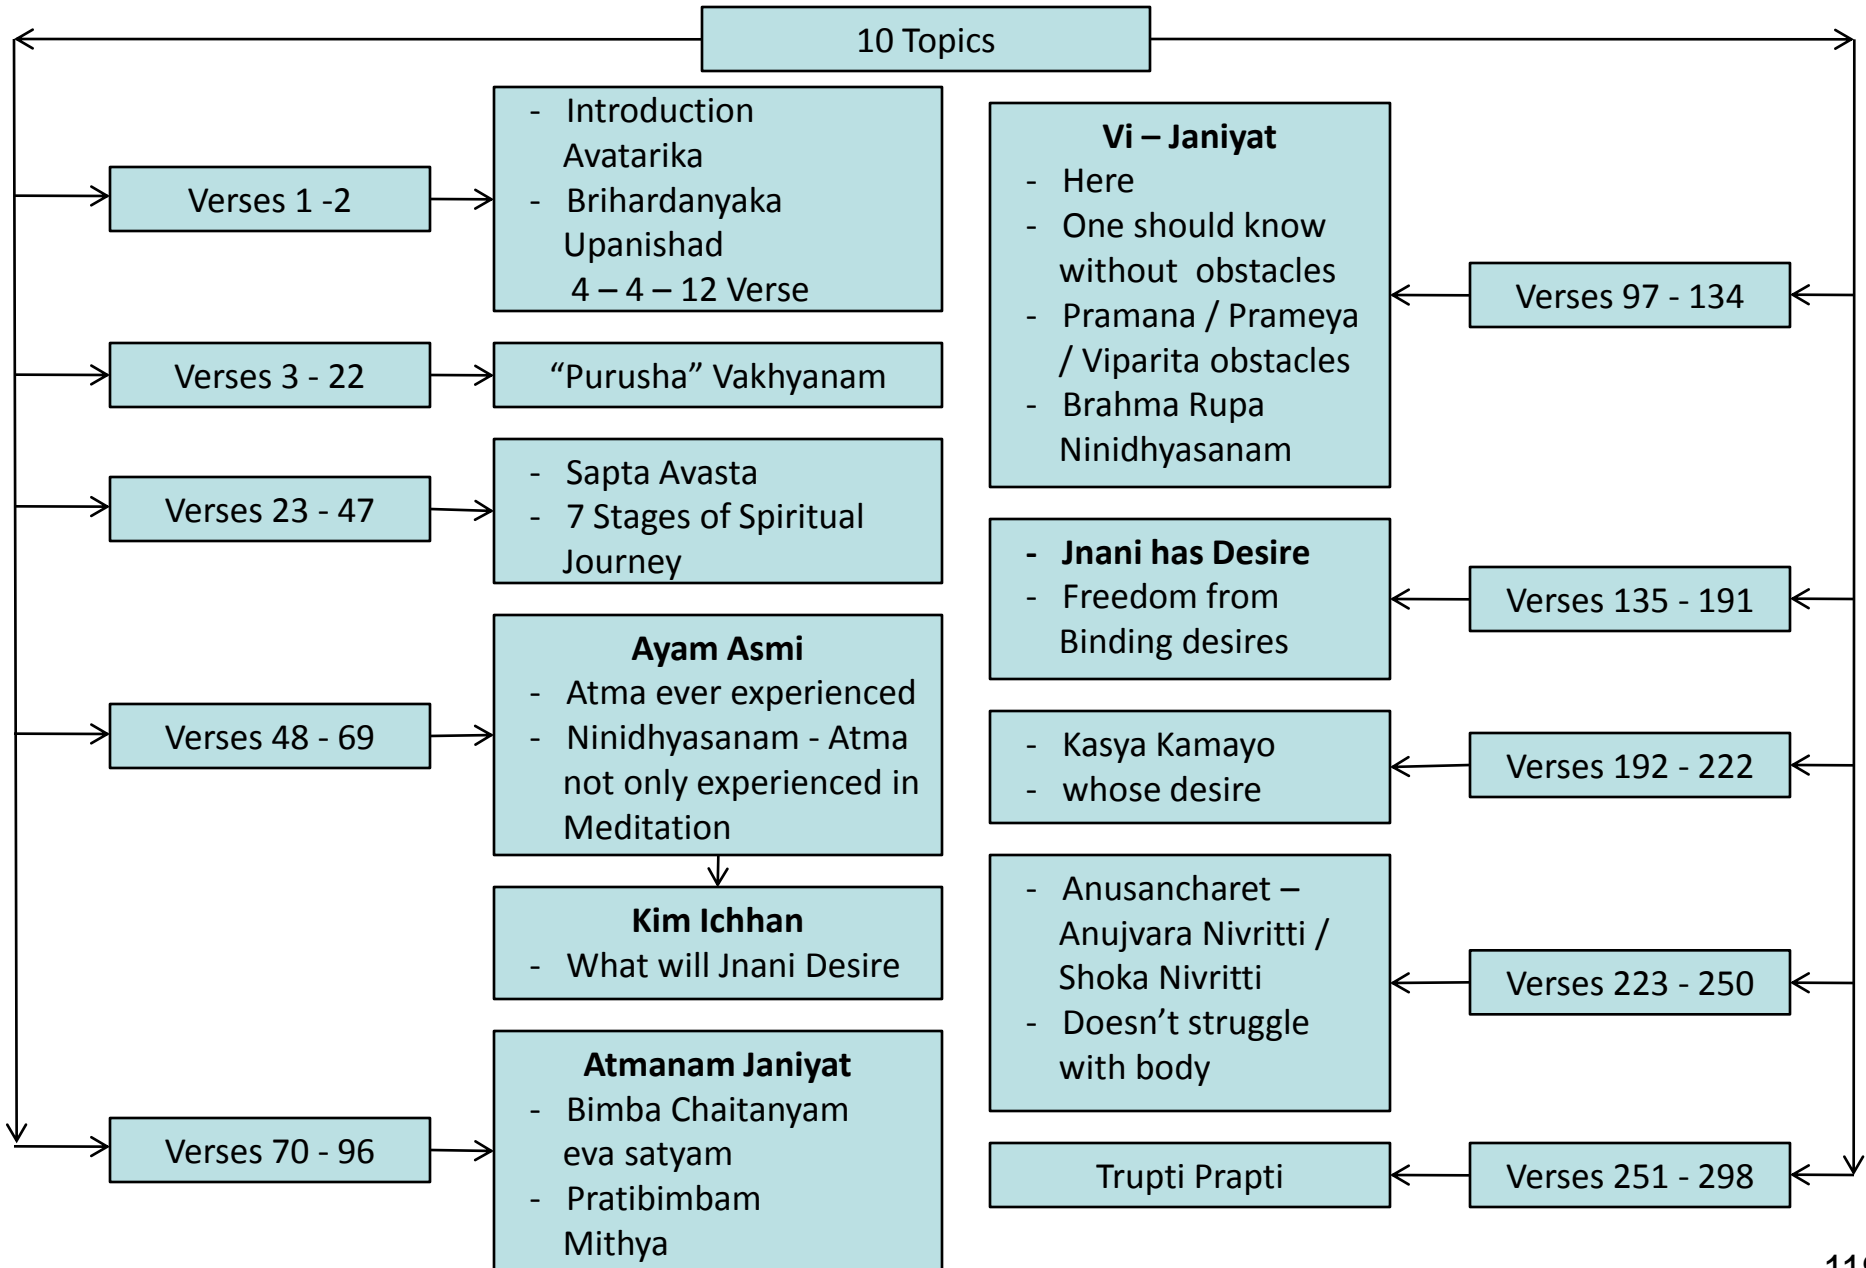 10 Topics
Verses 1 -2
- Introduction
Avatarika
- Brihardanyaka
Upanishad
4 – 4 – 12 Verse
Verses 3 - 22
“Purusha” Vakhyanam
Verses 23 - 47
- Sapta Avasta
- 7 Stages of Spiritual
Journey
Verses 48 - 69
Ayam Asmi
- Atma ever experienced
- Ninidhyasanam - Atma
not only experienced in
Meditation
Kim Ichhan
- What will Jnani Desire
Verses 70 - 96
Atmanam Janiyat
- Bimba Chaitanyam
eva satyam
- Pratibimbam
Mithya
Vi – Janiyat
- Here
- One should know
without obstacles
- Pramana / Prameya
/ Viparita obstacles
- Brahma Rupa
Ninidhyasanam
Verses 97 - 134
- Jnani has Desire
- Freedom from
Binding desires
Verses 135 - 191
- Kasya Kamayo
- whose desire
Verses 192 - 222
- Anusancharet –
Anujvara Nivritti /
Shoka Nivritti
- Doesn’t struggle
with body
Verses 223 - 250
Trupti Prapti
Verses 251 - 298